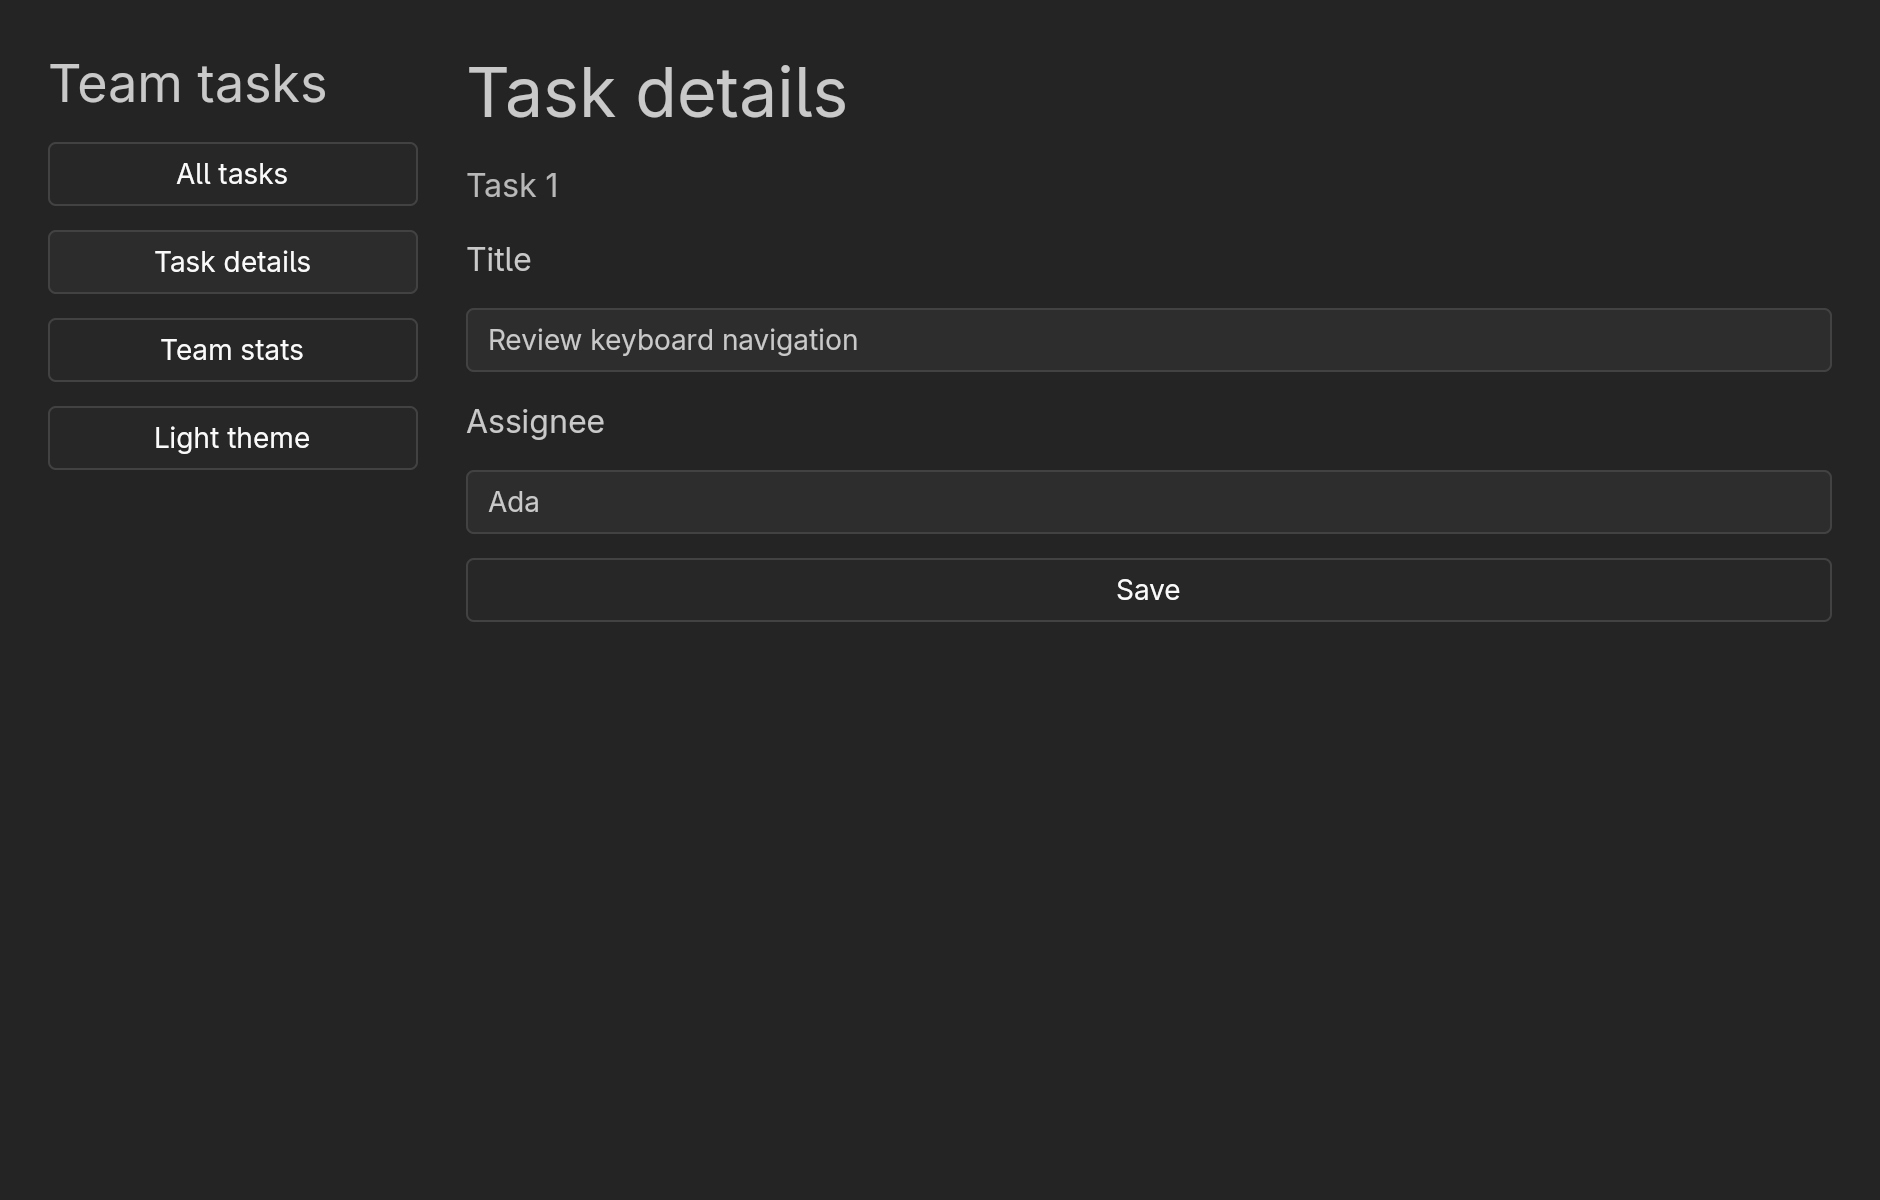 Team tasks
All tasks
Task details
Team stats
Light theme
Task details
Task 1
Title
Review keyboard navigation
Assignee
Ada
Save